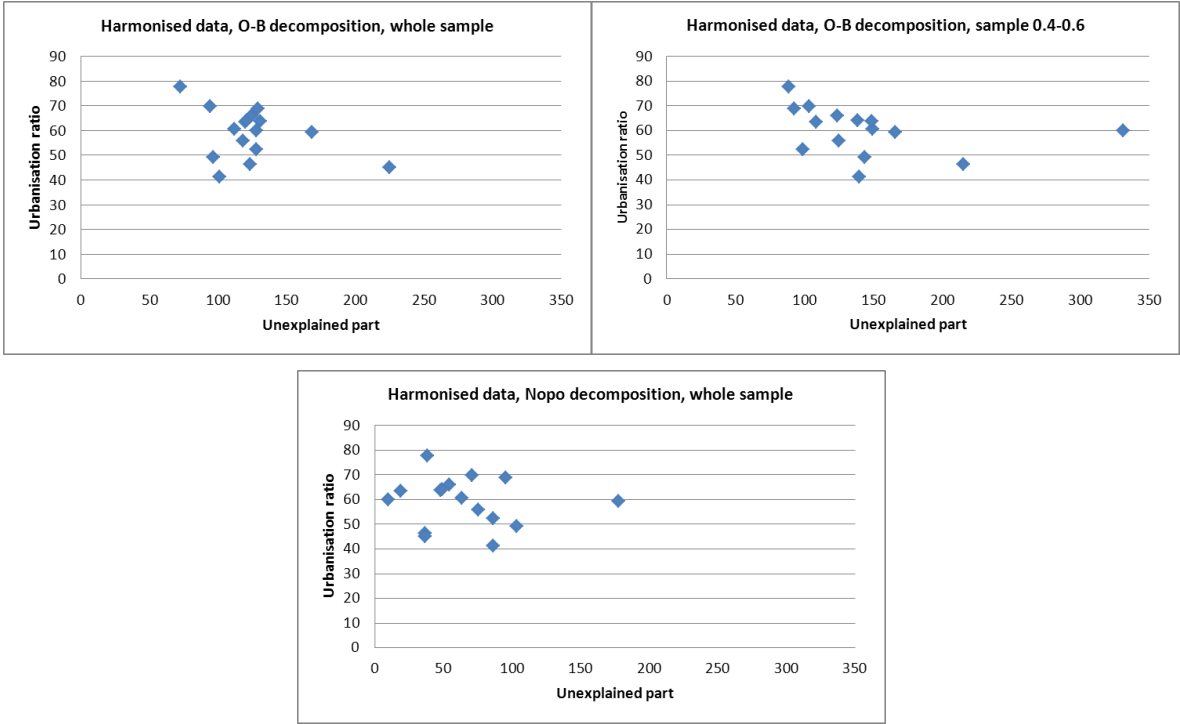 Harmonised data, O-B decomposition, whole sample
Urbanisation ratio
90
80
70
60
50
40
30
20
10
0
0 50 100 150 200 250 300 350
Unexplained part
Harmonised data, O-B decomposition, sample 0.4-0.6
Urbanisation ratio
90
80
70
60
50
40
30
20
10
0
0 50 100 150 200 250 300 350
Unexplained part
Harmonised data, Nopo decomposition, whole sample
Urbanisation ratio
90
80
70
60
50
40
30
20
10
0
0 50 100 150 200 250 300 350
Unexplained part